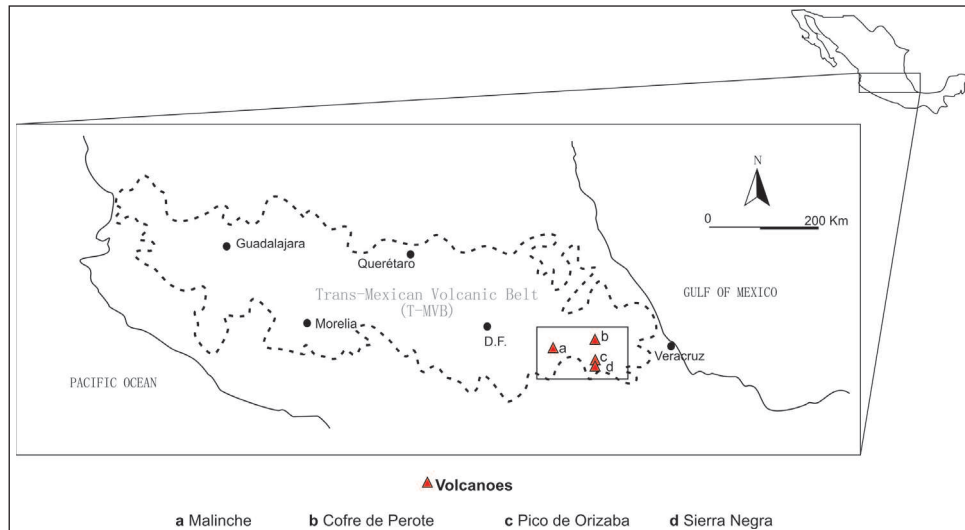 N
0 200 Km
Guadalajara
Querétaro
Trans-Mexican Volcanic Belt
(T-MVB)
GULF OF MEXICO
Morelia
D.F.
a
b
c
d
Veracruz
PACIFIC OCEAN
Volcanoes
a Malinche b Cofre de Perote c Pico de Orizaba d Sierra Negra